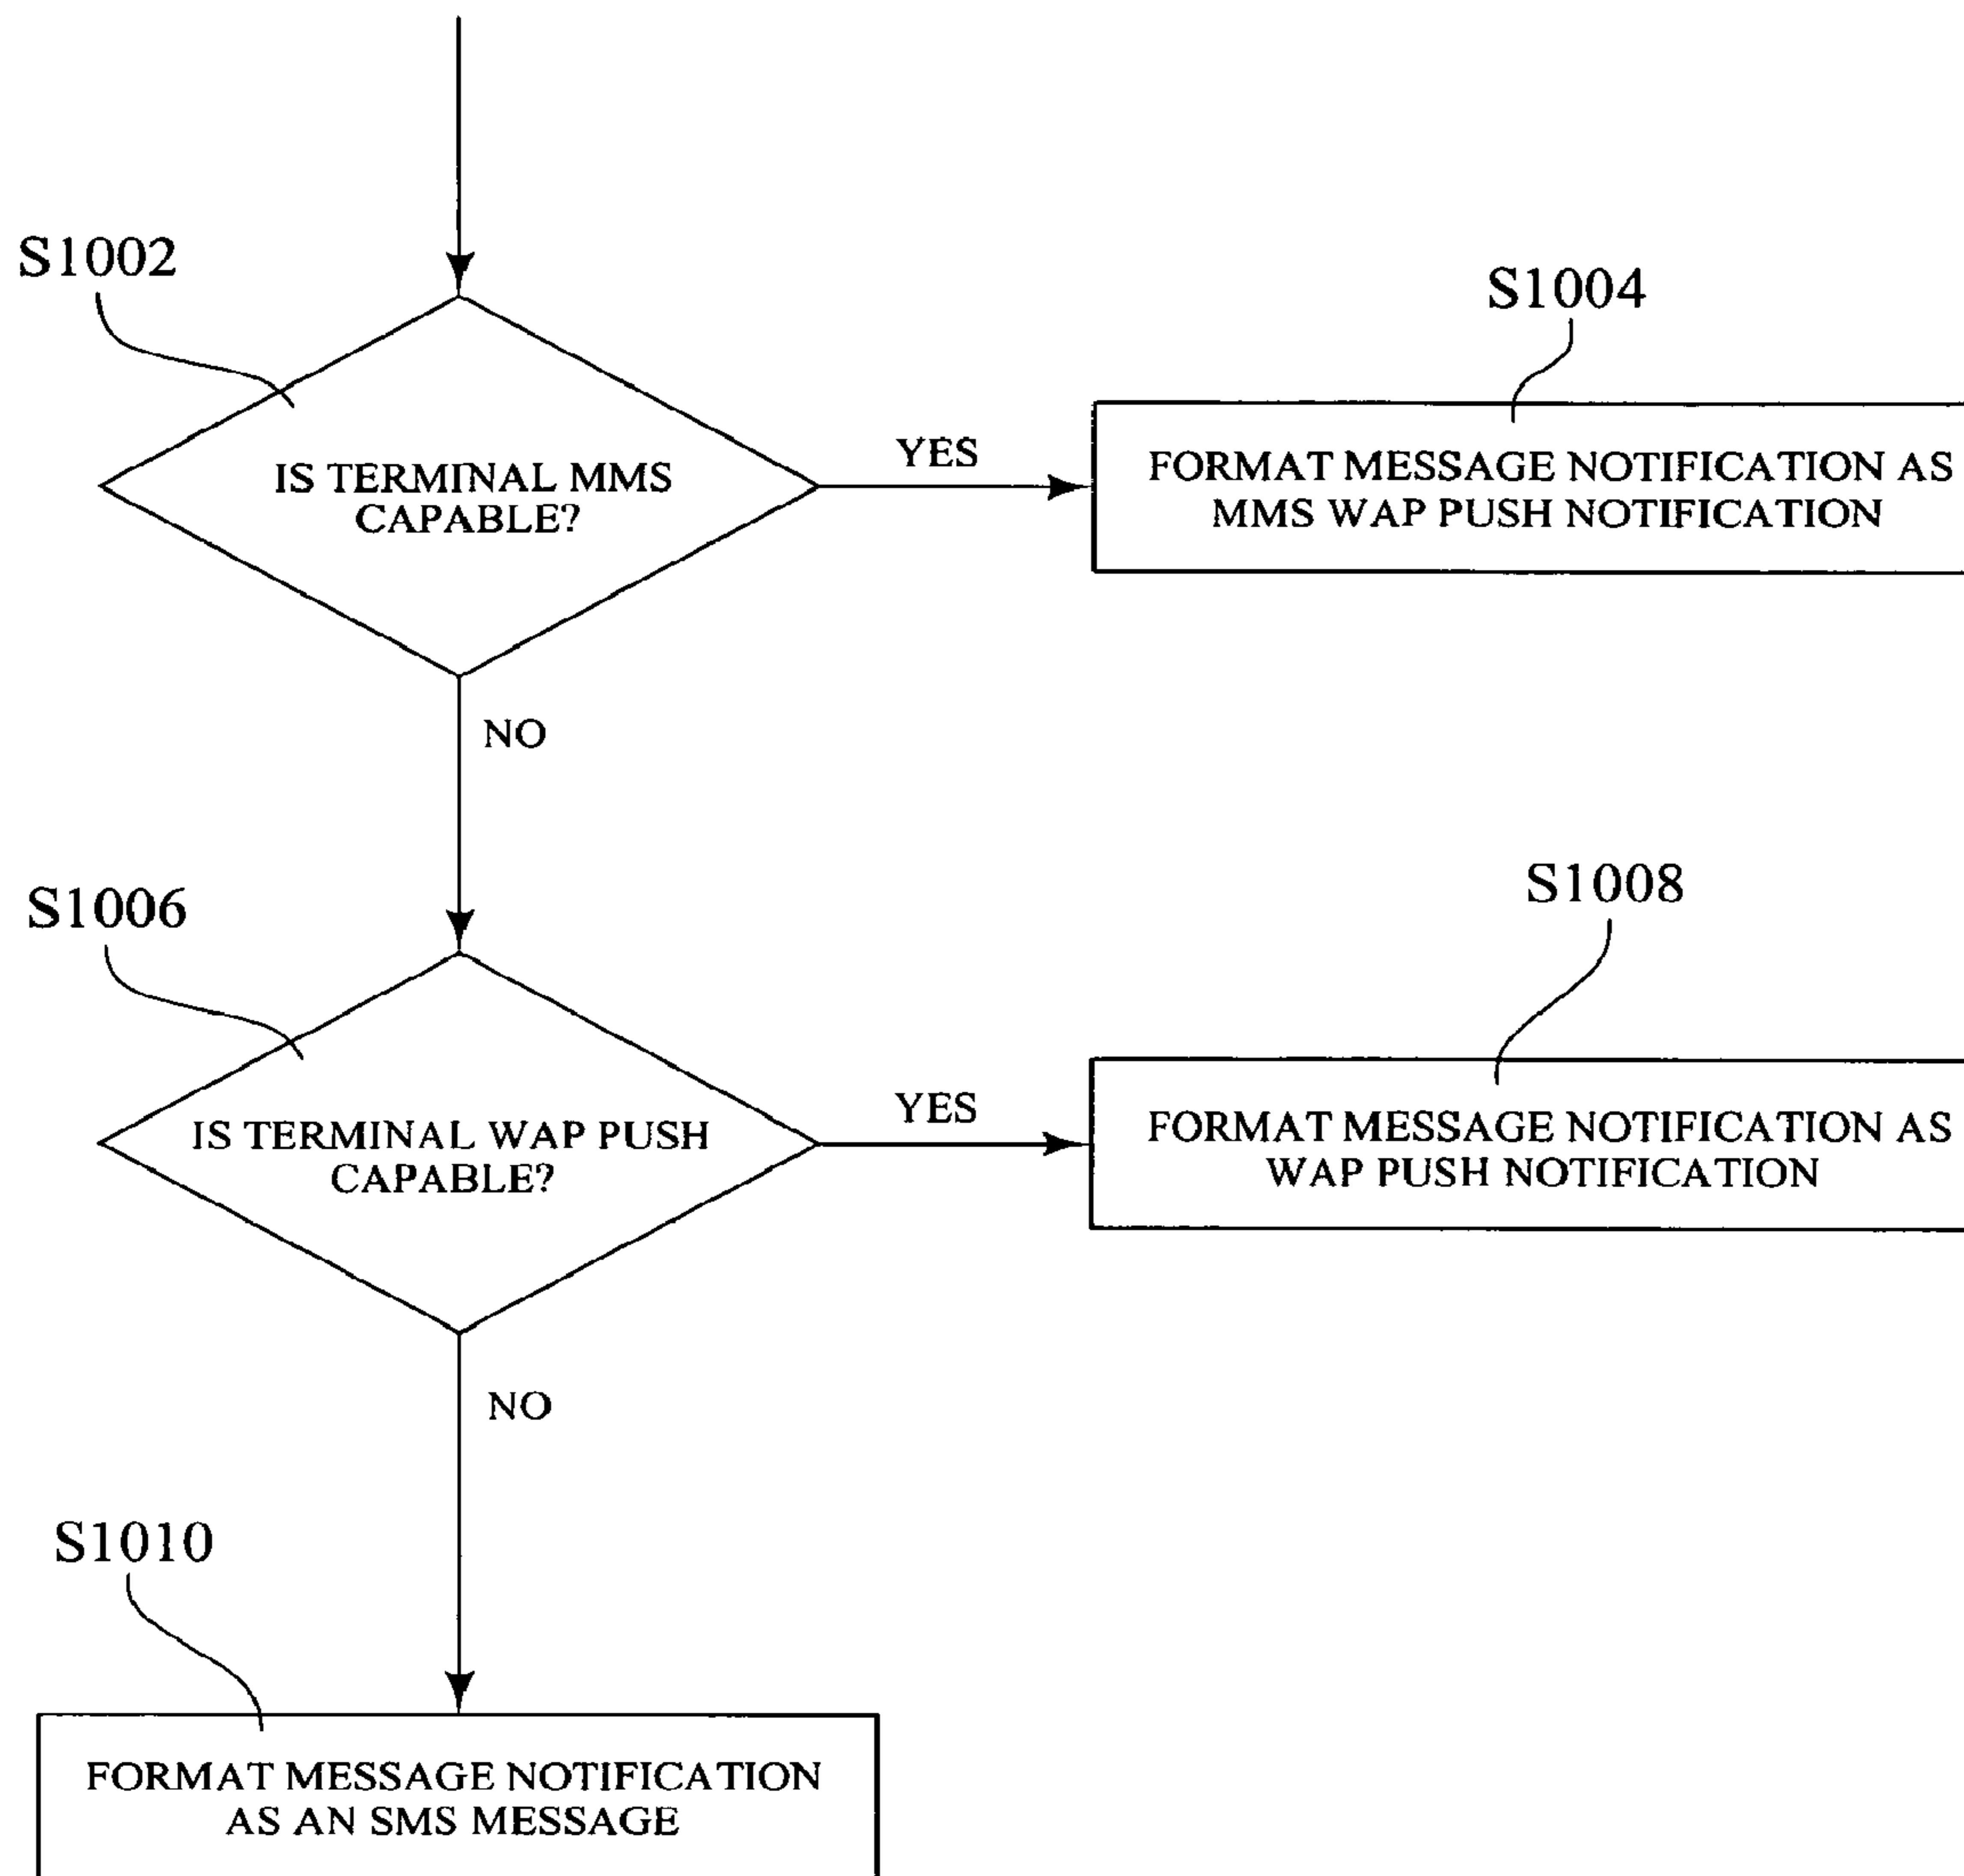 S1002
S1004
IS TERMINAL MMS
CAPABLE?
YES
FORMAT MESSAGE NOTIFICATION AS
MMS WAP PUSH NOTIFICATION
NO
S1006
S1008
IS TERMINAL WAP PUSH
CAPABLE?
YES
FORMAT MESSAGE NOTIFICATION AS
WAP PUSH NOTIFICATION
NO
S1010
FORMAT MESSAGE NOTIFICATION
AS AN SMS MESSAGE